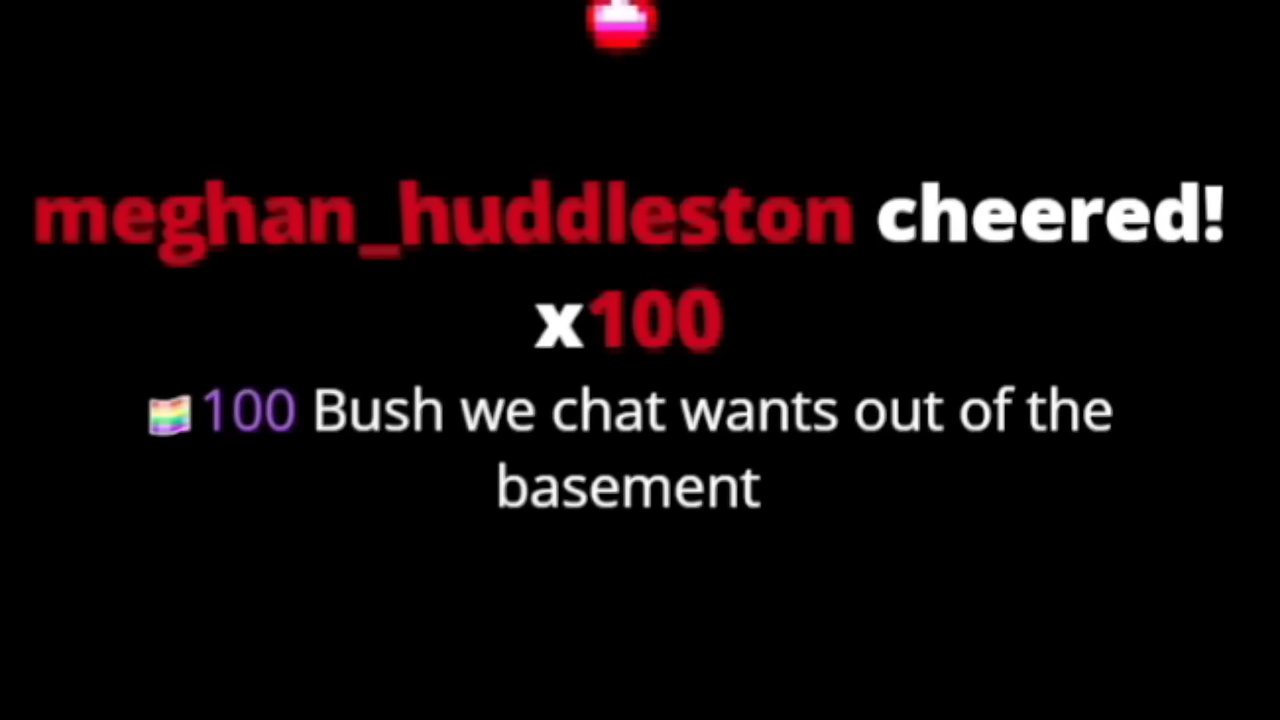 meghan_huddleston cheered!
x100
100 Bush we chat wants out of the
basement